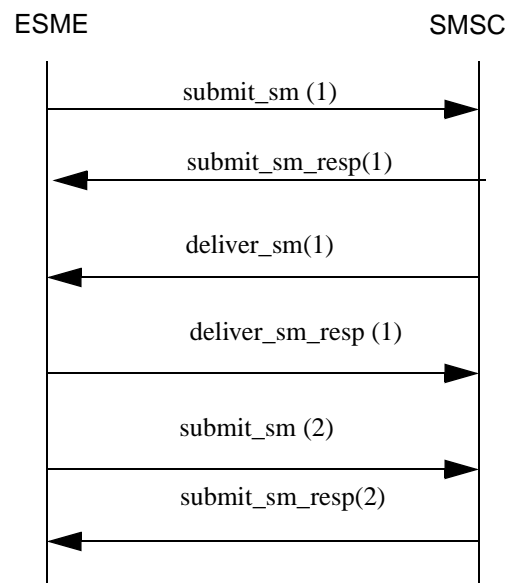 ESME SMSC
submit_sm (1)
submit_sm_resp(1)
deliver_sm(1)
deliver_sm_resp (1)
submit_sm (2)
submit_sm_resp(2)